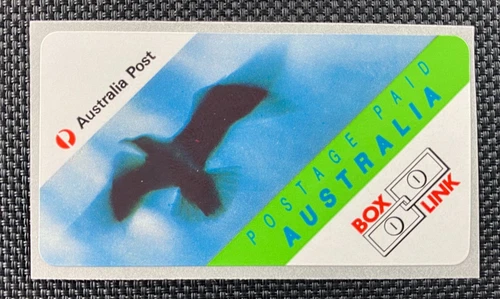 Australia Post
POSTAGE PAID
AUSTRALIA
BOX
LINK